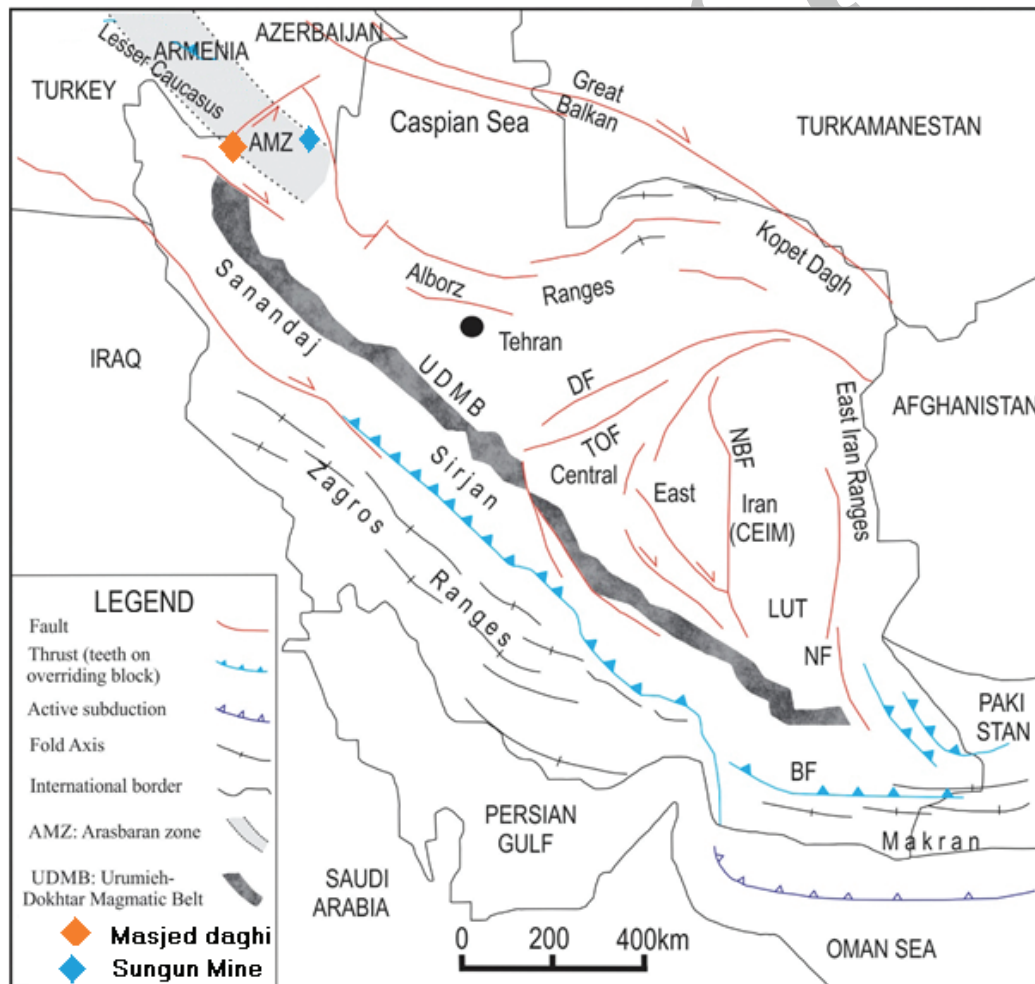 AZERBAIJAN
ARMENIA
Lesser Caucasus
TURKEY
AMZ
Caspian Sea
Great
Balkan
TURKAMANESTAN
Kopet Dagh
Alborz
Ranges
Tehran
Sanandaj
UDMB
IRAQ
DF
TOF
NBF
East Iran Ranges
AFGHANISTAN
Sirjan
Central
East
Iran
(CEIM)
Zagros
Ranges
LUT
NF
PAKI
STAN
BF
Makran
PERSIAN
GULF
SAUDI
ARABIA
OMAN SEA
0 200 400km
LEGEND
Fault
Thrust (teeth on
overriding block)
Active subduction
Fold Axis
International border
AMZ: Arasbaran zone
UDMB: Urumieh-
Dokhtar Magmatic Belt
Masjed daghi
Sungun Mine